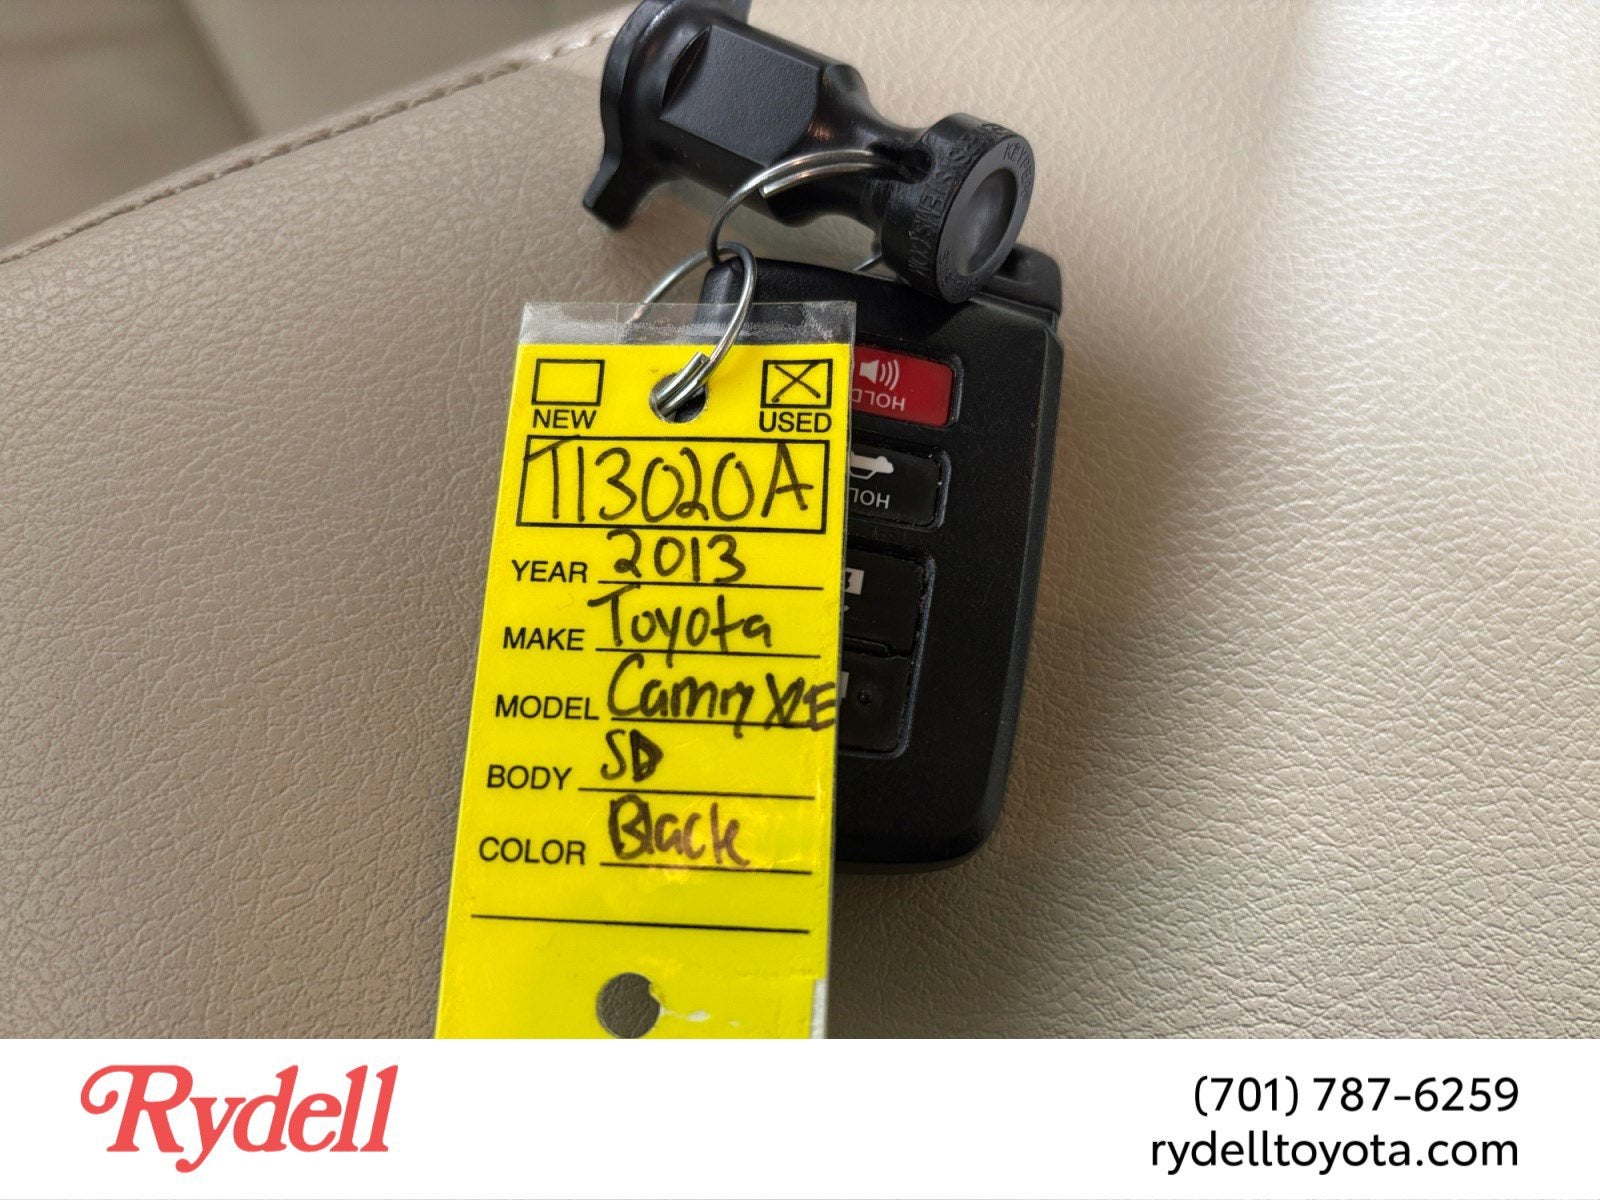 NEW USED
T13020A
YEAR 2013
MAKE Toyota
MODEL Camry XLE
BODY SD
COLOR Black
HOLD
HOL
Rydell
(701) 787-6259
rydelltoyota.com